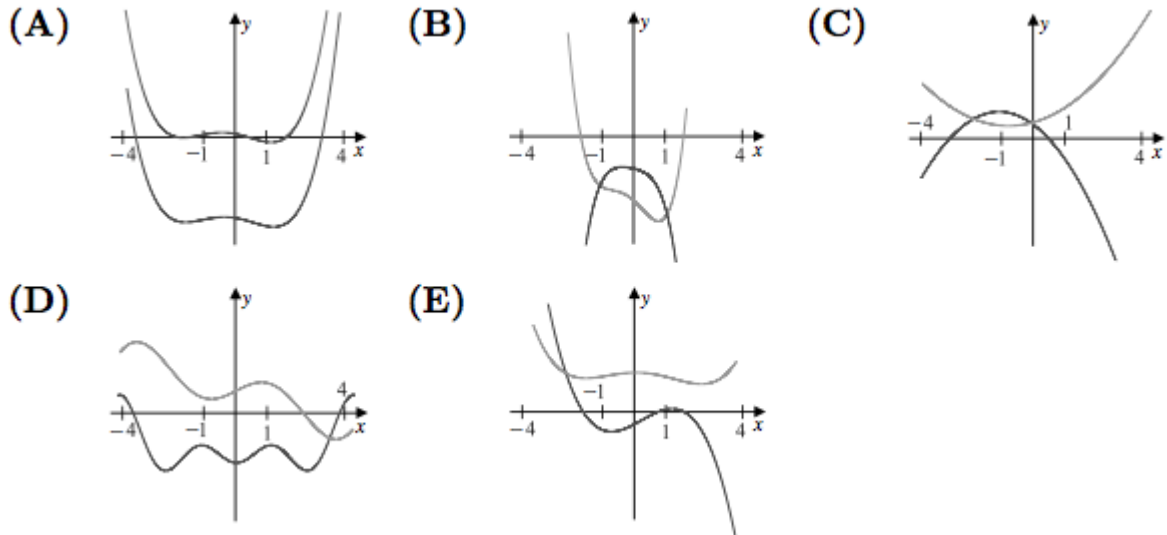 (A) y −4 −1 1 4 x
(B) y −4 −1 1 4 x
(C) y −4 −1 1 4 x
(D) y −4 −1 1 4 x
(E) y −4 −1 1 4 x